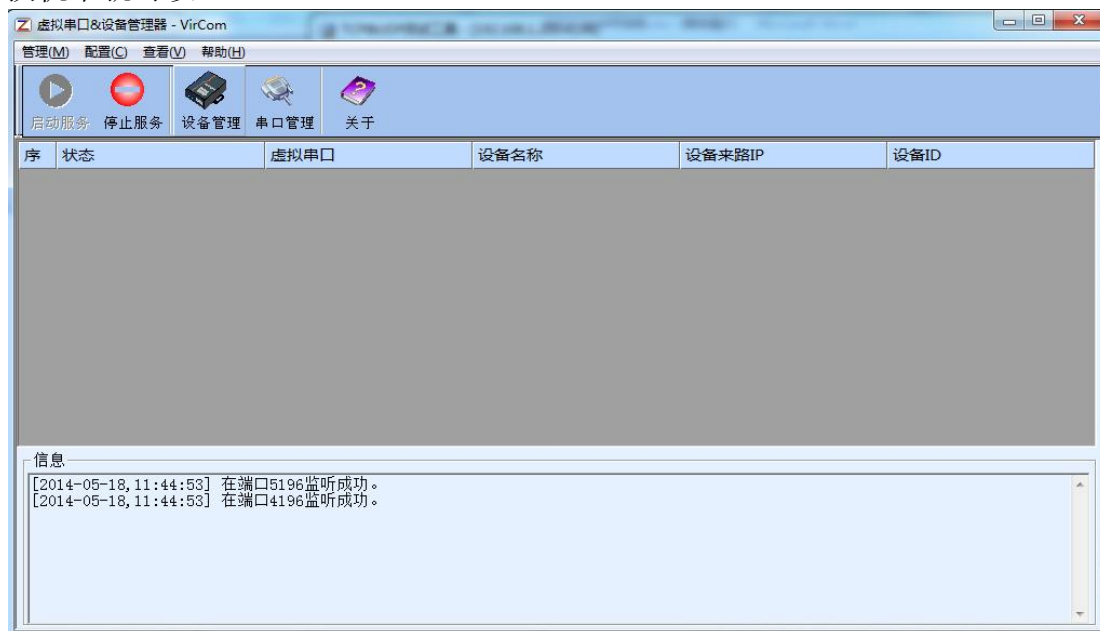 虚拟串口&设备管理器 - VirCom
管理(M) 配置(C) 查看(V) 帮助(H)
启动服务 停止服务 设备管理 串口管理 关于
序 状态 虚拟串口 设备名称 设备来路IP 设备ID
信息
[2014-05-18,11:44:53] 在端口5196监听成功。
[2014-05-18,11:44:53] 在端口4196监听成功。